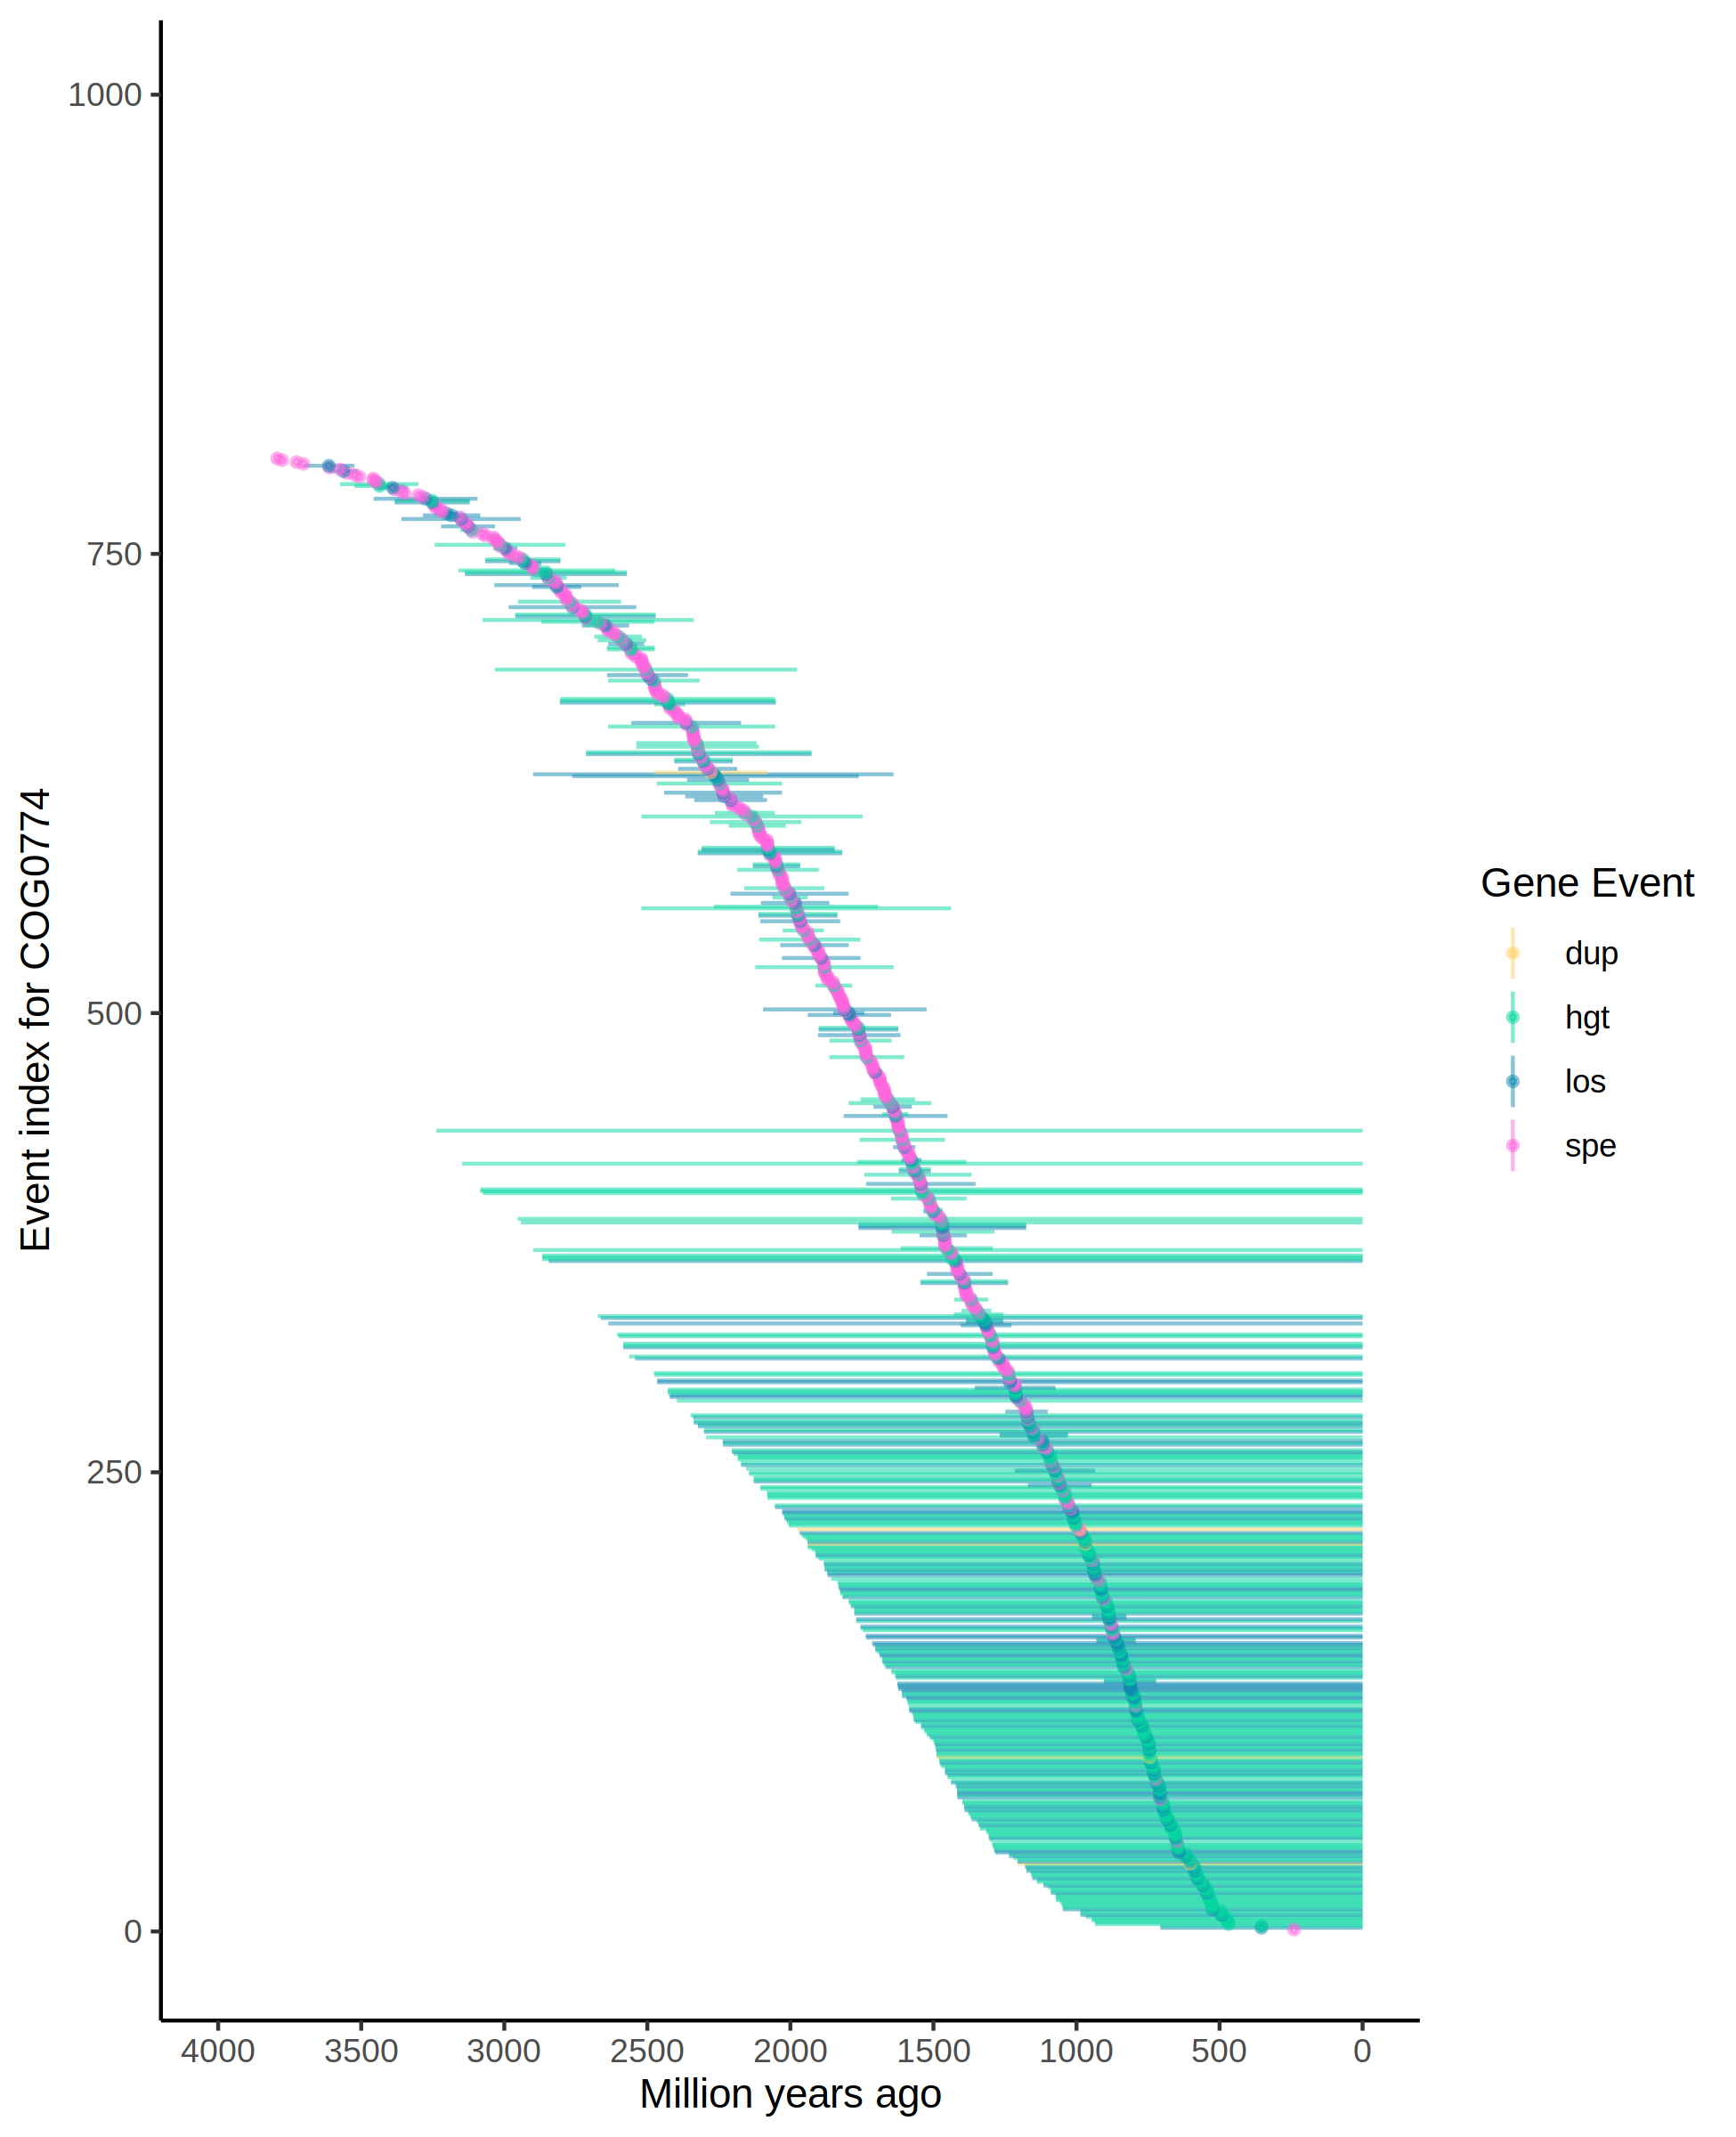 1000
750
500
250
0
Event index for COG0774
4000 3500 3000 2500 2000 1500 1000 500 0
Million years ago
Gene Event
dup
hgt
los
spe